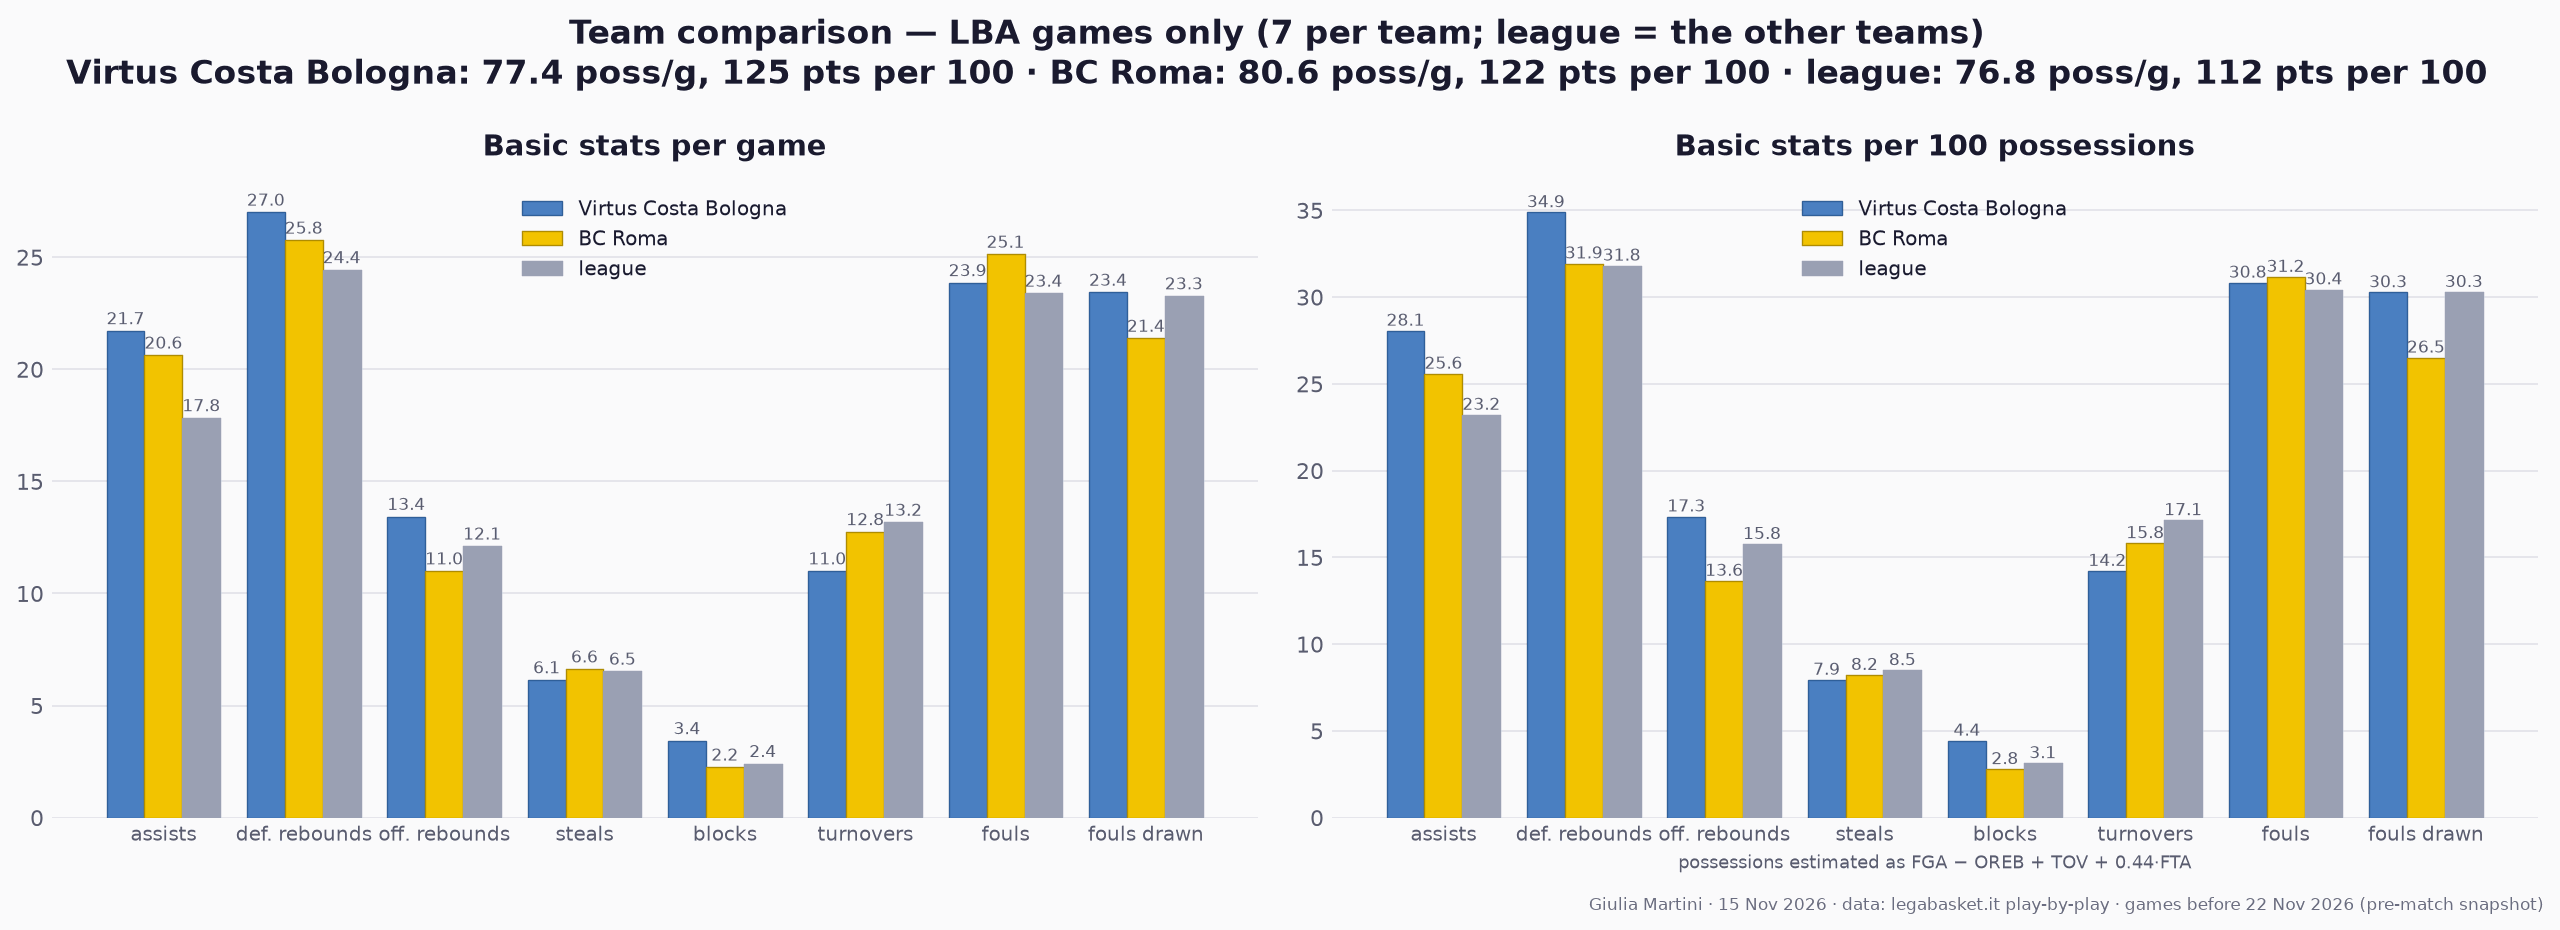 Team comparison — LBA games only (7 per team; league = the other teams)
Virtus Costa Bologna: 77.4 poss/g, 125 pts per 100 · BC Roma: 80.6 poss/g, 122 pts per 100 · league: 76.8 poss/g, 112 pts per 100
Basic stats per game
Virtus Costa Bologna
BC Roma
league
25
20
15
10
5
0
21.7
20.6
17.8
27.0
25.8
24.4
13.4
11.0
12.1
6.1
6.6
6.5
3.4
2.2
2.4
11.0
12.8
13.2
23.9
25.1
23.4
23.4
21.4
23.3
assists
def. rebounds
off. rebounds
steals
blocks
turnovers
fouls
fouls drawn
Basic stats per 100 possessions
Virtus Costa Bologna
BC Roma
league
35
30
25
20
15
10
5
0
28.1
25.6
23.2
34.9
31.9
31.8
17.3
13.6
15.8
7.9
8.2
8.5
4.4
2.8
3.1
14.2
15.8
17.1
30.8
31.2
30.4
30.3
26.5
30.3
assists
def. rebounds
off. rebounds
steals
blocks
turnovers
fouls
fouls drawn
possessions estimated as FGA − OREB + TOV + 0.44·FTA
Giulia Martini · 15 Nov 2026 · data: legabasket.it play-by-play · games before 22 Nov 2026 (pre-match snapshot)